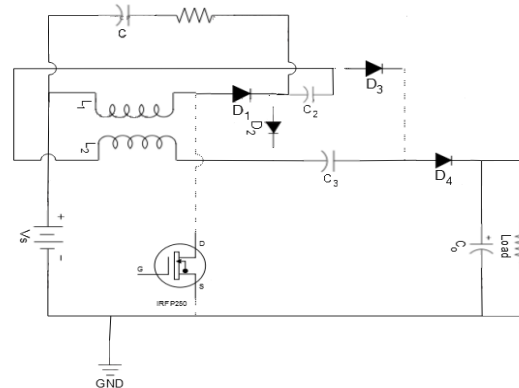 C
L1
D1
C2
D3
D2
L2
C3
D4
+
Vs
–
D
G
S
IRFP250
+
Co
Load
GND